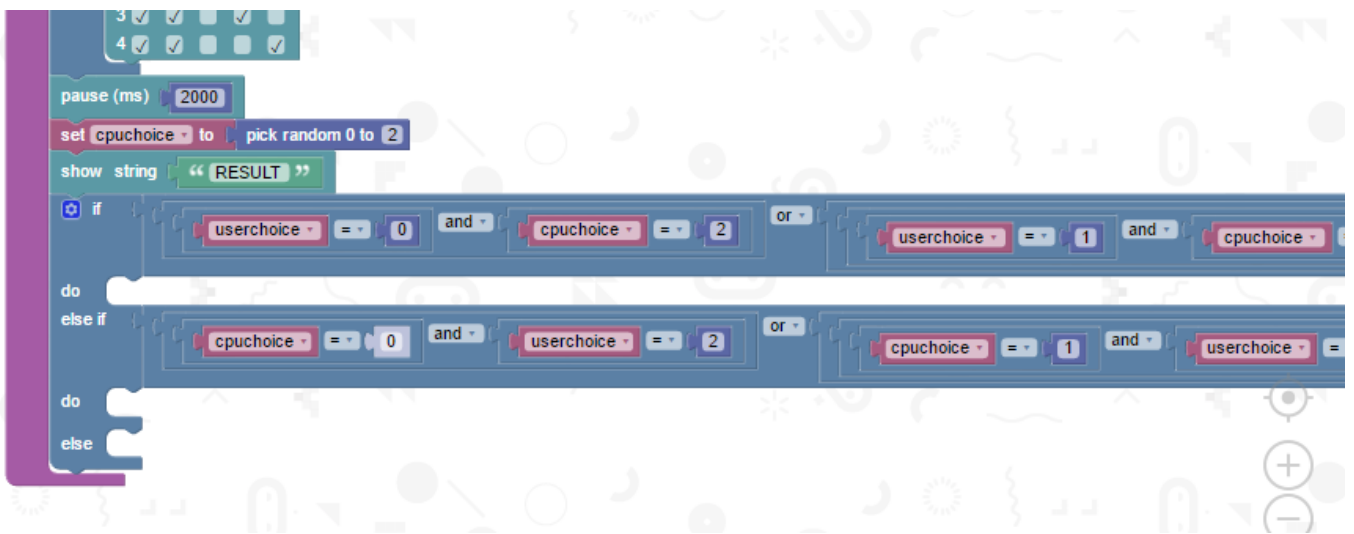 3
4
pause (ms) 2000
set cpuchoice to pick random 0 to 2
show string “ RESULT ”
if userchoice = 0 and cpuchoice = 2 or userchoice = 1 and cpuchoice =
do
else if cpuchoice = 0 and userchoice = 2 or cpuchoice = 1 and userchoice =
do
else